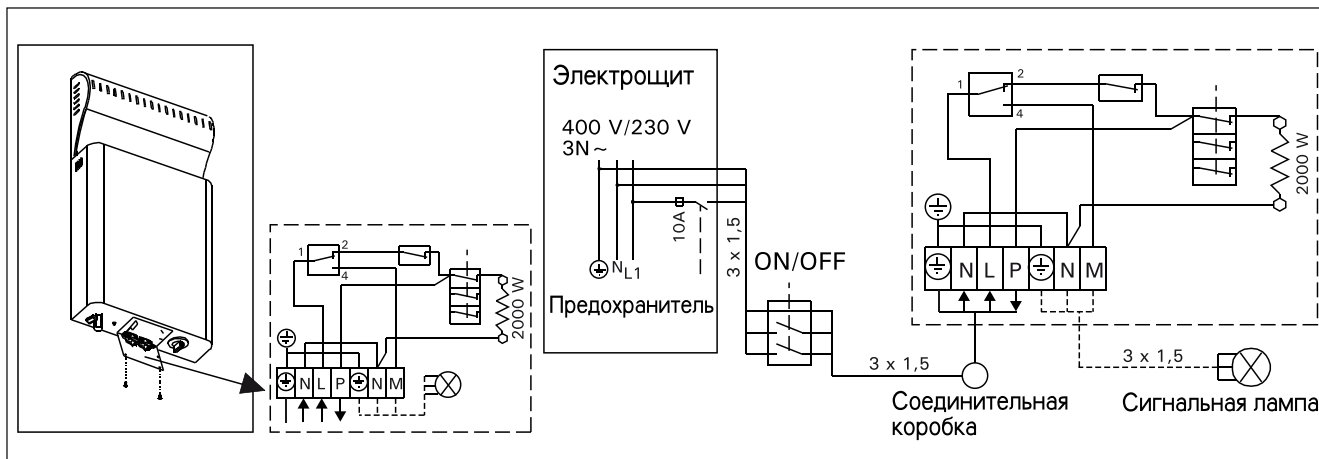 1
2
4
2000 W
N L P N M
Электрощит
400 V/230 V
3N ~
10A
N L1
3 x 1,5
Предохранитель
ON/OFF
3 x 1,5
Соединительная
коробка
1
2
4
2000 W
N L P N M
3 x 1,5
Сигнальная лампа